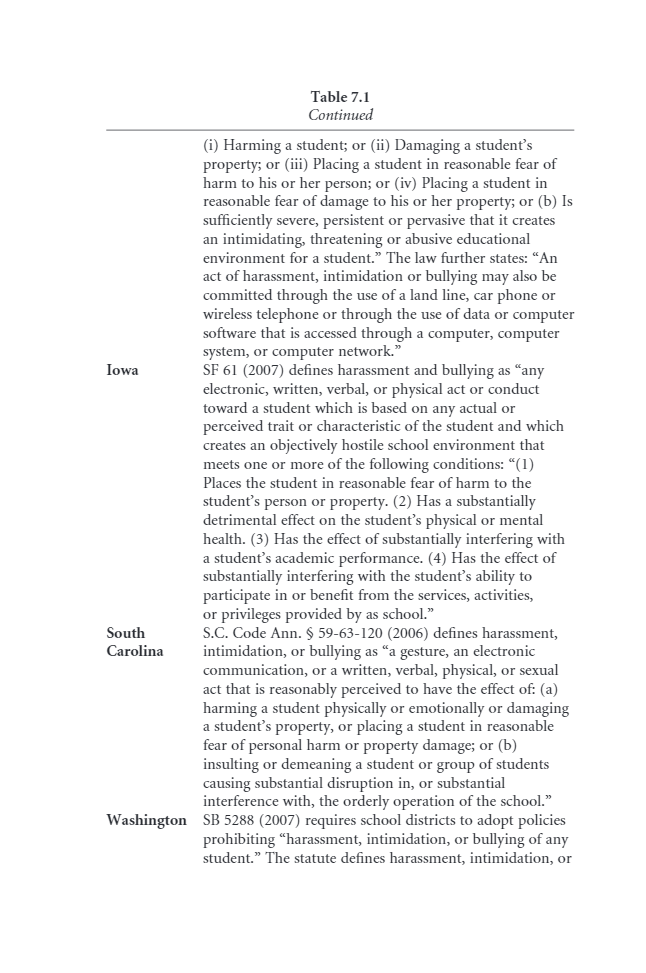 Table 7.1
Continued
(i) Harming a student; or (ii) Damaging a student’s
property; or (iii) Placing a student in reasonable fear of
harm to his or her person; or (iv) Placing a student in
reasonable fear of damage to his or her property; or (b) Is
sufficiently severe, persistent or pervasive that it creates
an intimidating, threatening or abusive educational
environment for a student.” The law further states: “An
act of harassment, intimidation or bullying may also be
committed through the use of a land line, car phone or
wireless telephone or through the use of data or computer
software that is accessed through a computer, computer
system, or computer network.”
Iowa SF 61 (2007) defines harassment and bullying as “any
electronic, written, verbal, or physical act or conduct
toward a student which is based on any actual or
perceived trait or characteristic of the student and which
creates an objectively hostile school environment that
meets one or more of the following conditions: “(1)
Places the student in reasonable fear of harm to the
student’s person or property. (2) Has a substantially
detrimental effect on the student’s physical or mental
health. (3) Has the effect of substantially interfering with
a student’s academic performance. (4) Has the effect of
substantially interfering with the student’s ability to
participate in or benefit from the services, activities,
or privileges provided by as school.”
South S.C. Code Ann. § 59-63-120 (2006) defines harassment,
Carolina intimidation, or bullying as “a gesture, an electronic
communication, or a written, verbal, physical, or sexual
act that is reasonably perceived to have the effect of: (a)
harming a student physically or emotionally or damaging
a student’s property, or placing a student in reasonable
fear of personal harm or property damage; or (b)
insulting or demeaning a student or group of students
causing substantial disruption in, or substantial
interference with, the orderly operation of the school.”
Washington SB 5288 (2007) requires school districts to adopt policies
prohibiting “harassment, intimidation, or bullying of any
student.” The statute defines harassment, intimidation, or